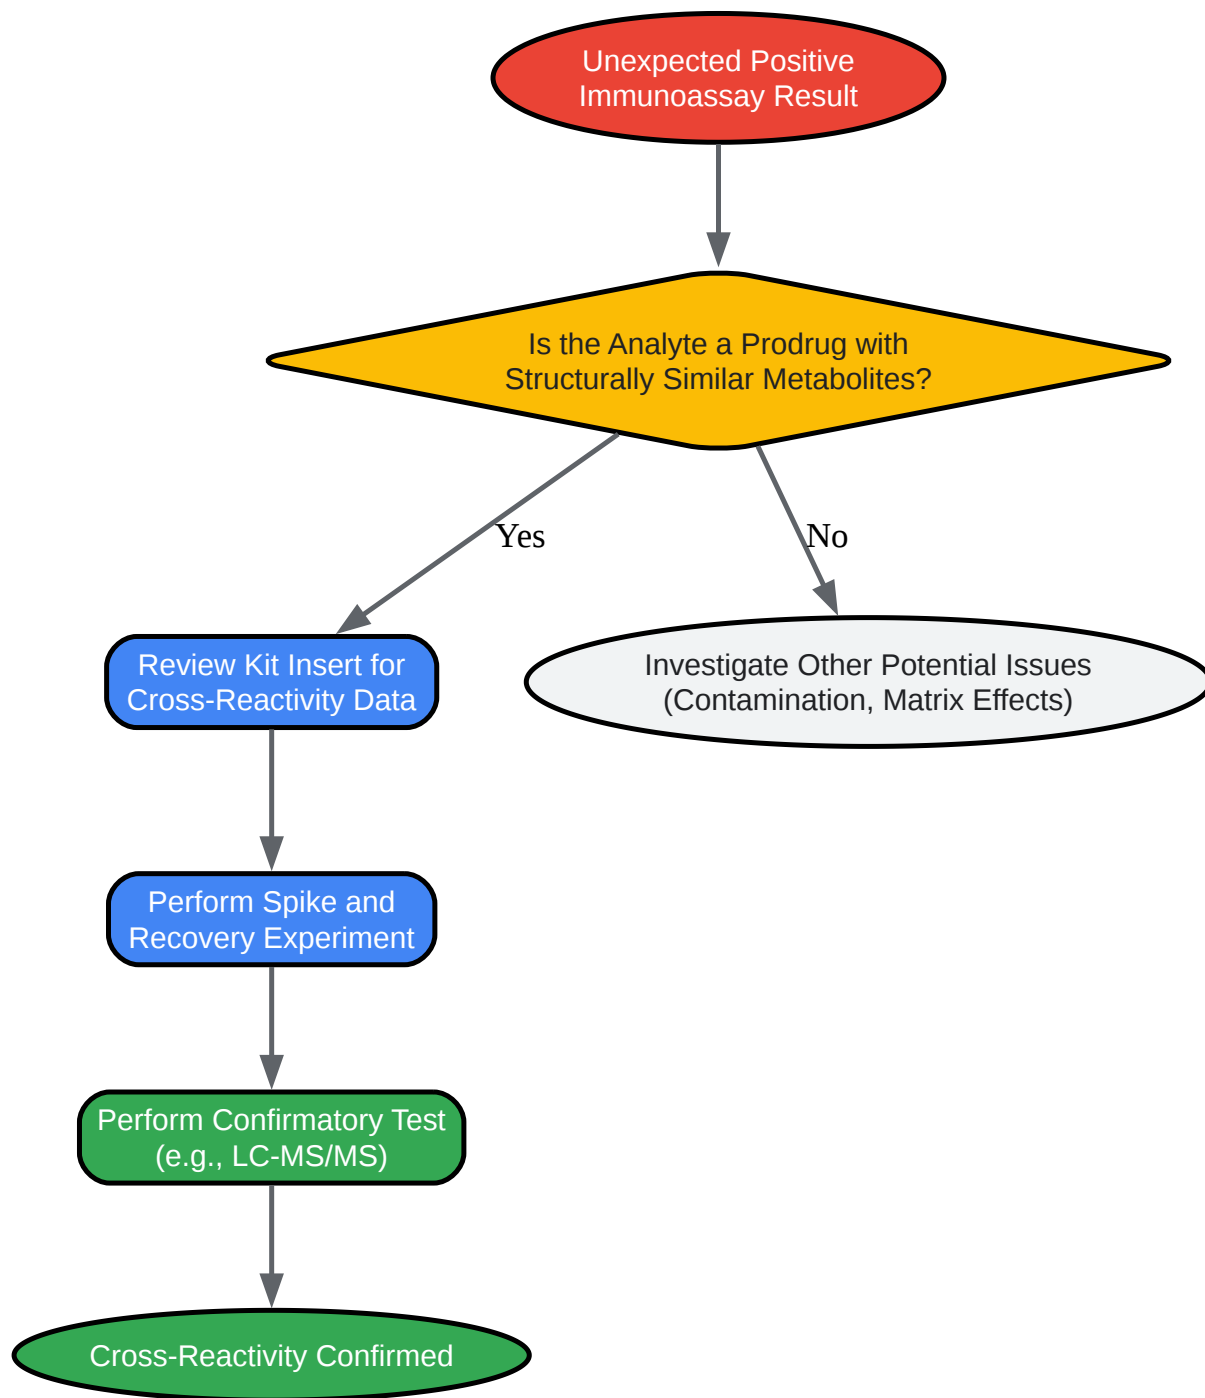 Unexpected Positive
Immunoassay Result
Is the Analyte a Prodrug with
Structurally Similar Metabolites?
Yes
No
Review Kit Insert for
Cross-Reactivity Data
Investigate Other Potential Issues
(Contamination, Matrix Effects)
Perform Spike and
Recovery Experiment
Perform Confirmatory Test
(e.g., LC-MS/MS)
Cross-Reactivity Confirmed